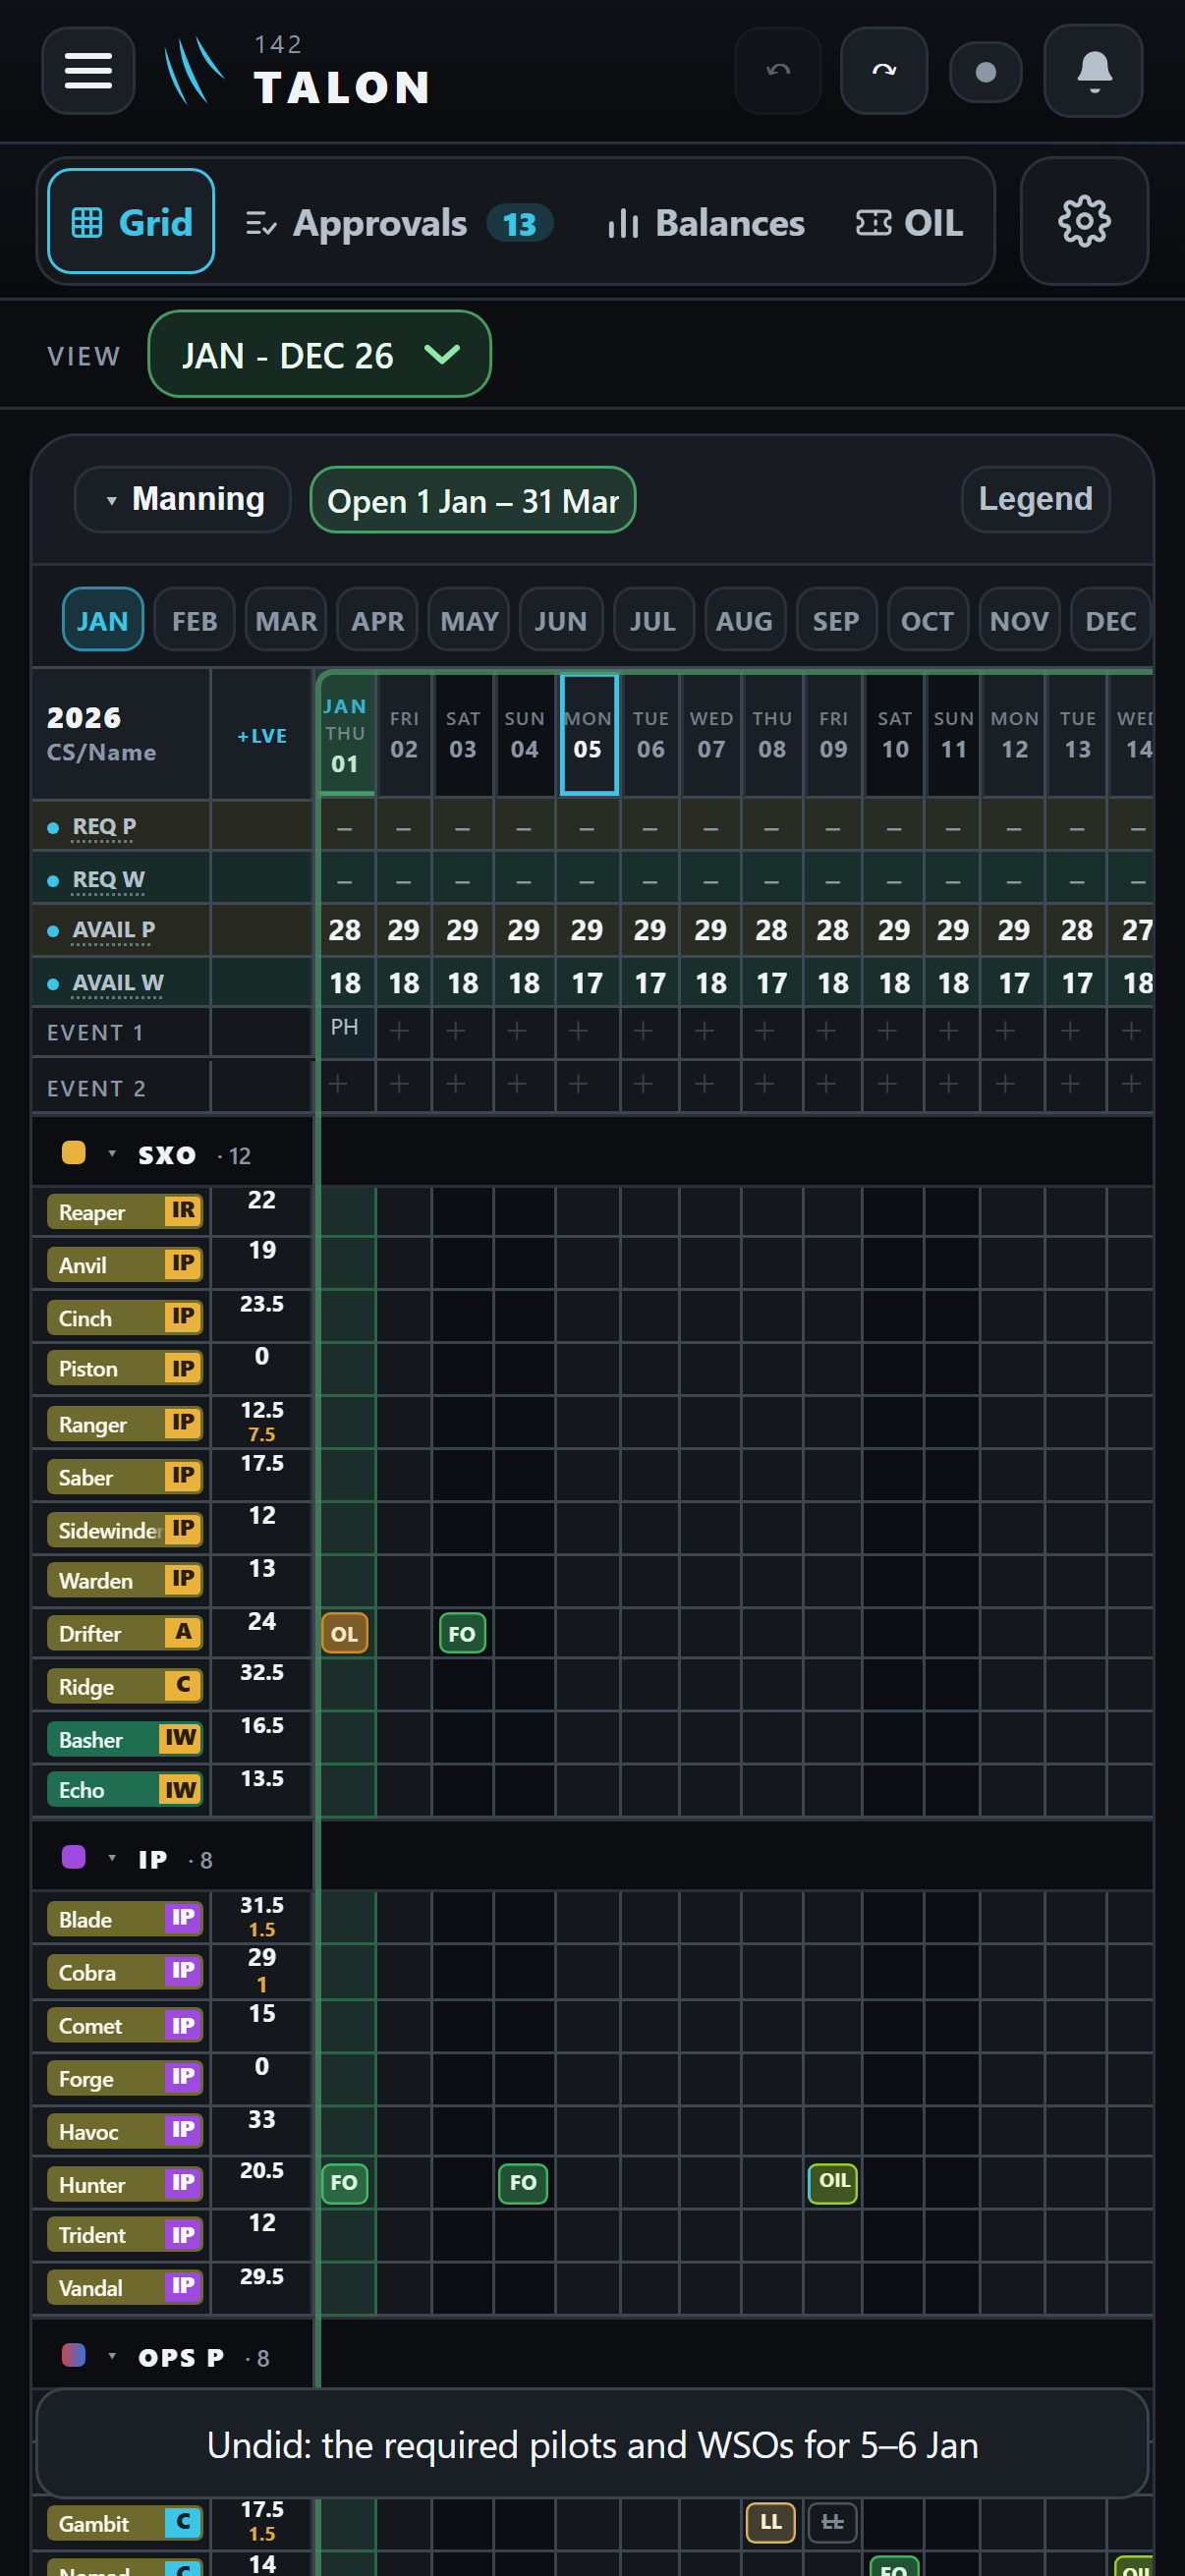 142
TALON
Grid
Approvals 13
Balances
OIL
VIEW
JAN - DEC 26
Manning
Open 1 Jan – 31 Mar
Legend
JAN FEB MAR APR MAY JUN JUL AUG SEP OCT NOV DEC
2026
CS/Name
+LVE
JAN
THU FRI SAT SUN MON TUE WED THU FRI SAT SUN MON TUE
01 02 03 04 05 06 07 08 09 10 11 12 13 14
REQ P – – – – – – – – – – – – – –
REQ W – – – – – – – – – – – – – –
AVAIL P 28 29 29 29 29 29 29 28 28 29 29 29 28 27
AVAIL W 18 18 18 18 17 17 18 17 18 18 18 17 17 18
EVENT 1 PH + + + + + + + + + + + + +
EVENT 2 + + + + + + + + + + + + + +
SXO · 12
Reaper IR 22
Anvil IP 19
Cinch IP 23.5
Piston IP 0
Ranger IP 12.5
7.5
Saber IP 17.5
Sidewinder IP 12
Warden IP 13
Drifter A 24 OL FO
Ridge C 32.5
Basher IW 16.5
Echo IW 13.5
IP · 8
Blade IP 31.5
1.5
Cobra IP 29
1
Comet IP 15
Forge IP 0
Havoc IP 33
Hunter IP 20.5 FO FO OIL
Trident IP 12
Vandal IP 29.5
OPS P · 8
Undid: the required pilots and WSOs for 5–6 Jan
Gambit C 17.5 LL LL
1.5
Nomad C 14 FO OIL